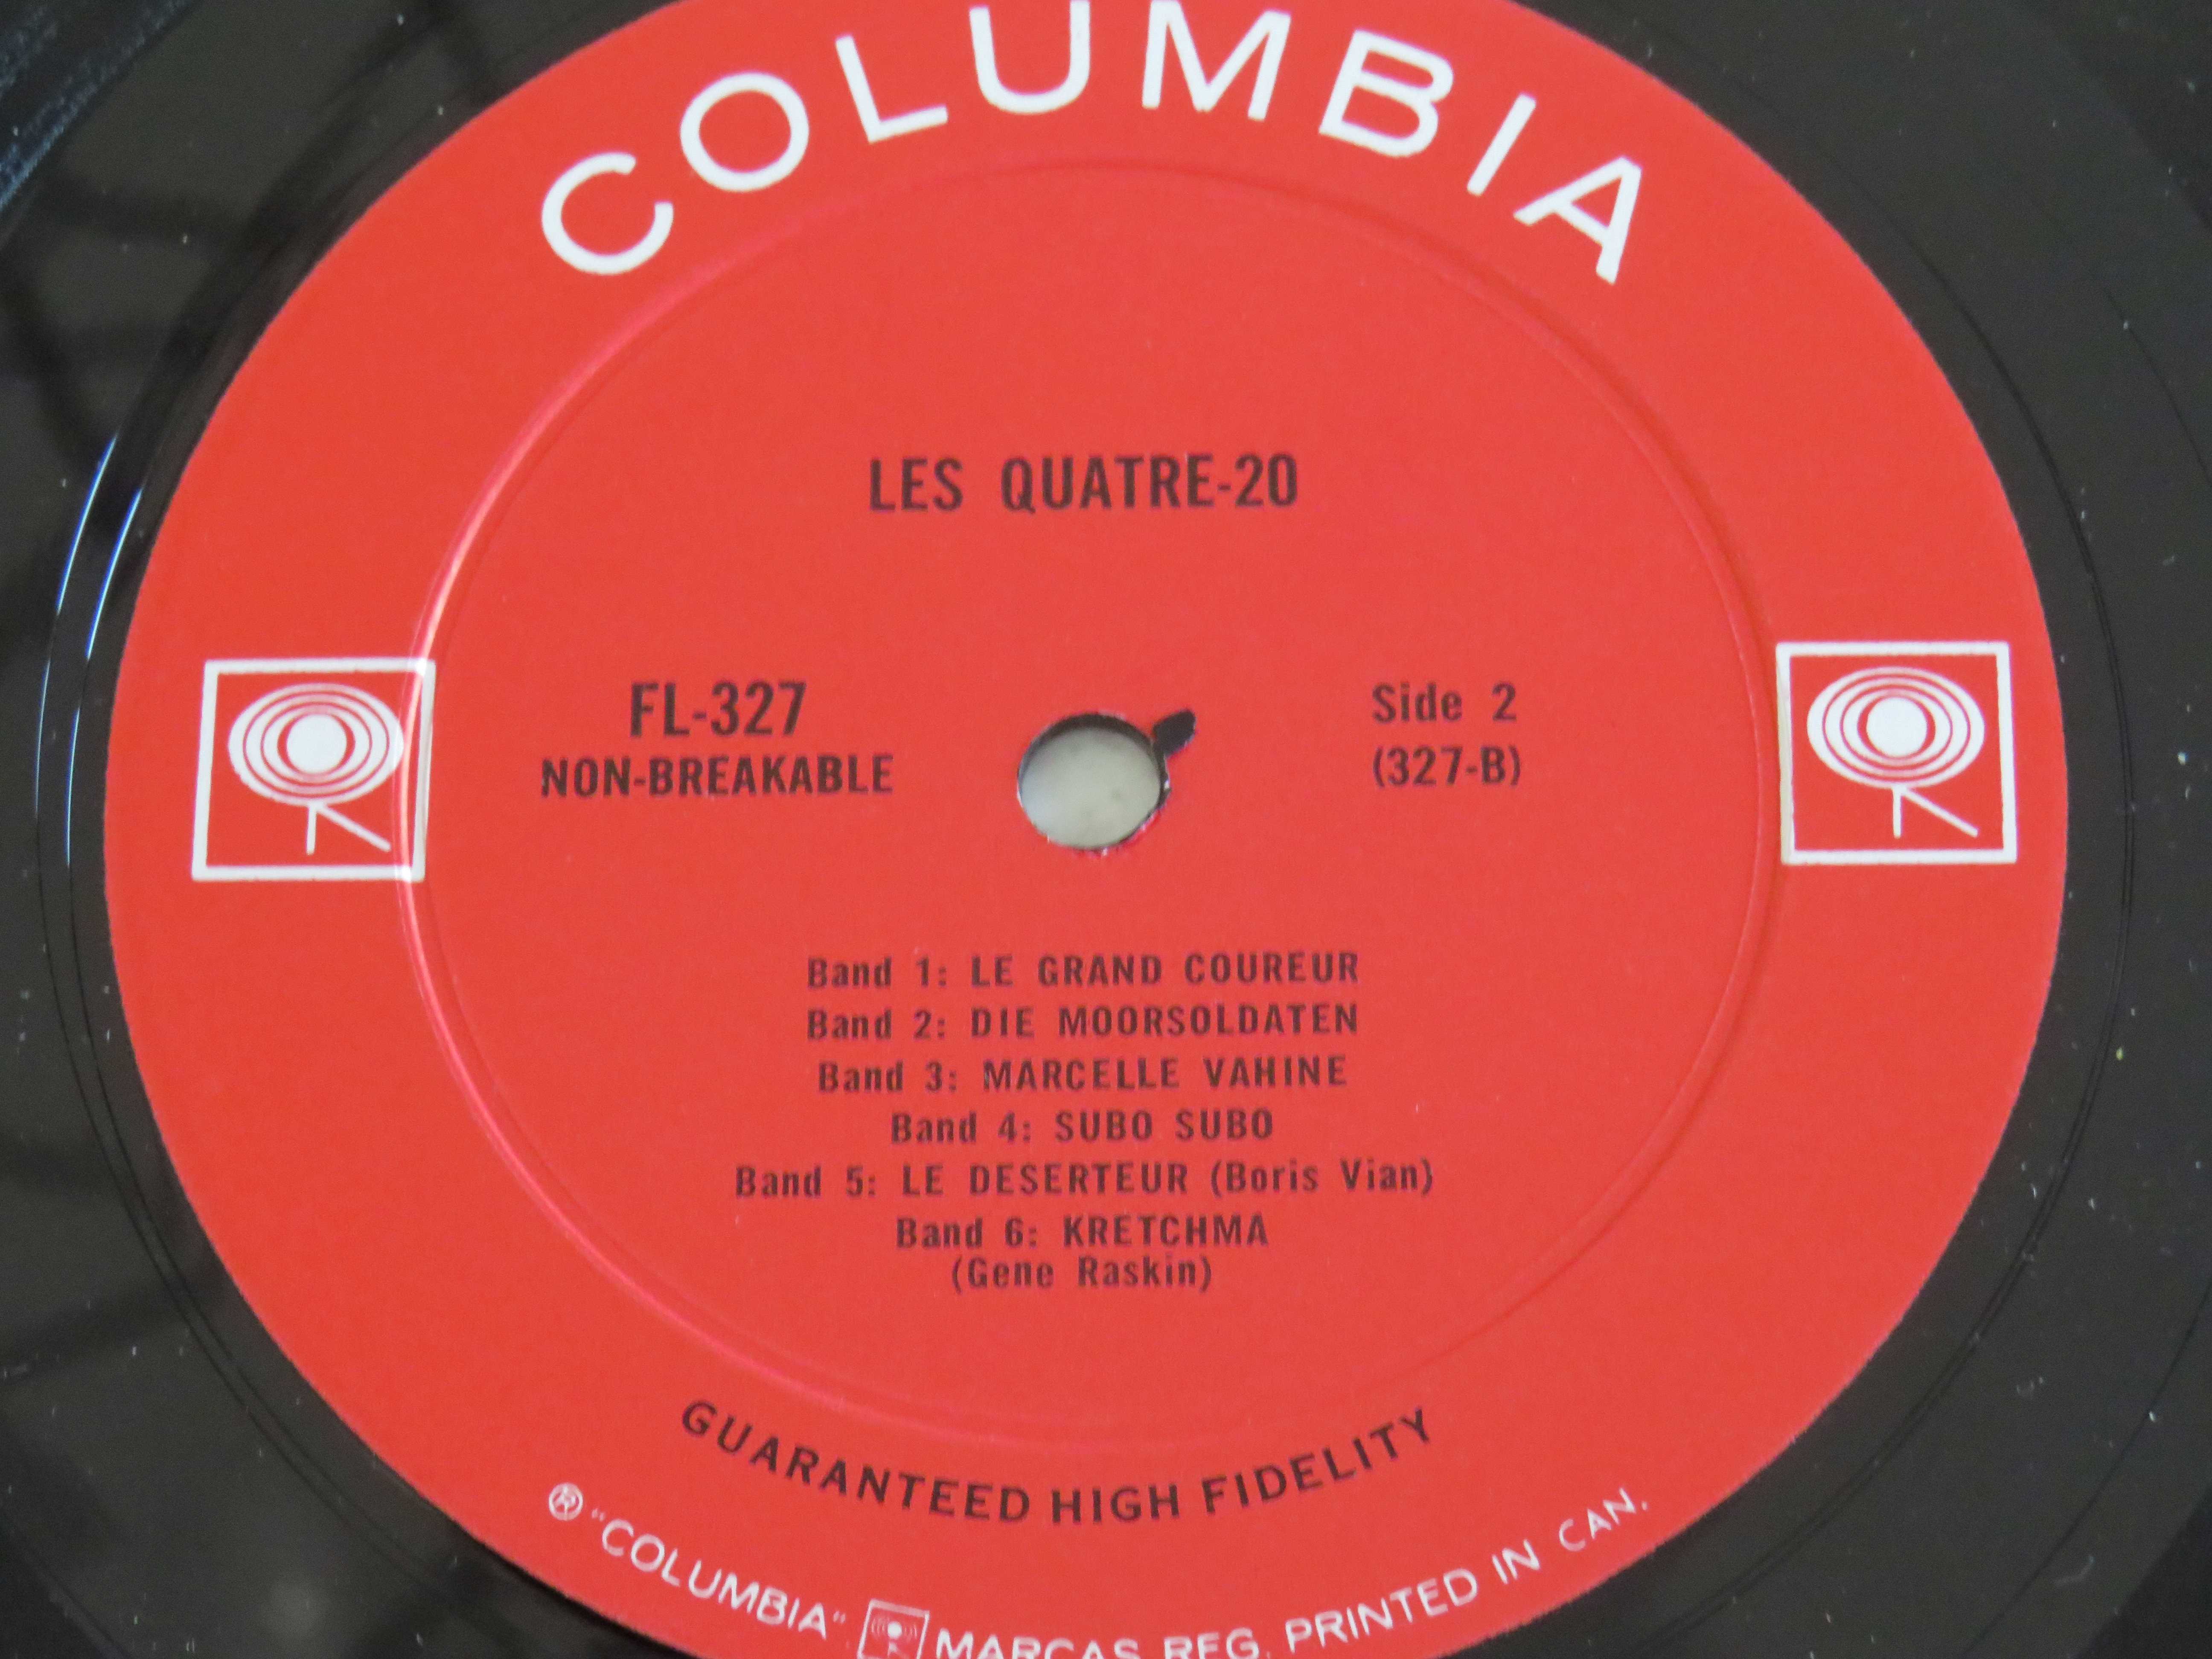 COLUMBIA
LES QUATRE-20
FL-327
NON-BREAKABLE
Side 2
(327-B)
Band 1: LE GRAND COUREUR
Band 2: DIE MOORSOLDATEN
Band 3: MARCELLE VAHINE
Band 4: SUBO SUBO
Band 5: LE DESERTEUR (Boris Vian)
Band 6: KRETCHMA
(Gene Raskin)
GUARANTEED HIGH FIDELITY
® "COLUMBIA" MARCAS REG. PRINTED IN CAN.